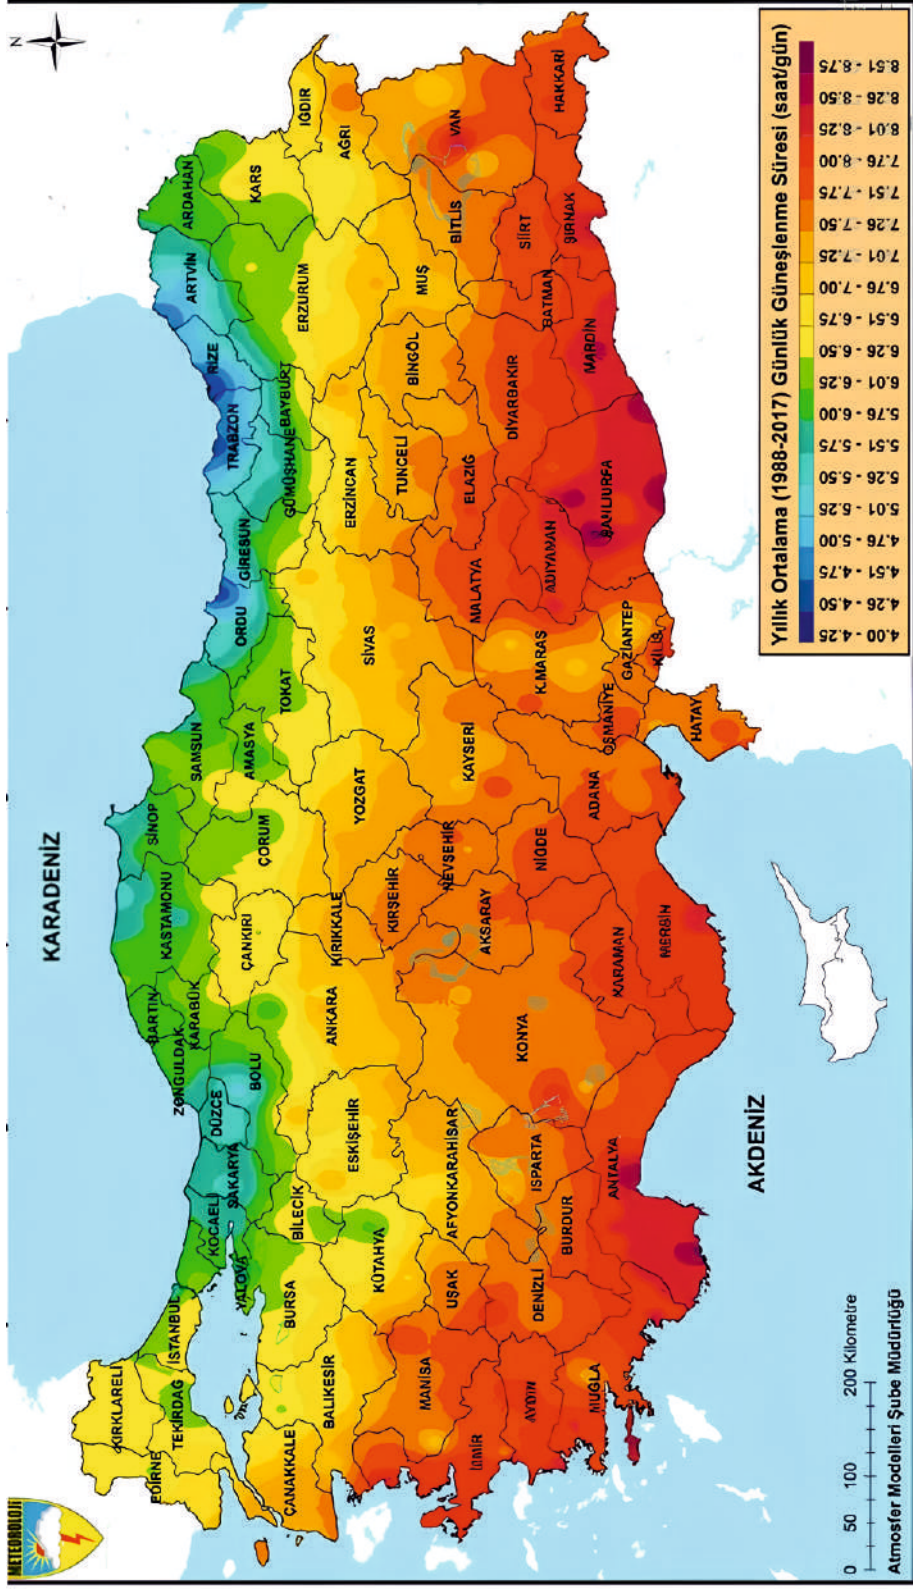 METEOROLOJİ
N
KARADENİZ
KIRKLARELİ
EDİRNE
TEKİRDAĞ
İSTANBUL
KOCAELİ
YALOVA
SAKARYA
DÜZCE
ZONGULDAK
BARTIN
KARABÜK
BOLU
KASTAMONU
SİNOP
SAMSUN
ÇANKIRI
ÇORUM
AMASYA
TOKAT
ORDU
GİRESUN
TRABZON
RİZE
ARTVİN
ARDAHAN
GÜMÜŞHANE
BAYBURT
KARS
IĞDIR
ÇANAKKALE
BALIKESİR
BURSA
BİLECİK
ESKİŞEHİR
KÜTAHYA
ANKARA
KIRIKKALE
YOZGAT
SİVAS
ERZİNCAN
ERZURUM
AĞRI
MANİSA
UŞAK
AFYONKARAHİSAR
KIRŞEHİR
NEVŞEHİR
KAYSERİ
TUNCELİ
BİNGÖL
MUŞ
BİTLİS
VAN
İZMİR
AYDIN
DENİZLİ
ISPARTA
BURDUR
KONYA
AKSARAY
NİĞDE
MALATYA
ELAZIĞ
DİYARBAKIR
BATMAN
SİİRT
ŞIRNAK
HAKKARİ
MUĞLA
ANTALYA
KARAMAN
MERSİN
ADANA
K.MARAŞ
OSMANİYE
GAZİANTEP
KİLİS
HATAY
ADIYAMAN
ŞANLIURFA
MARDİN
AKDENİZ
Yıllık Ortalama (1988-2017) Günlük Güneşlenme Süresi (saat/gün)
4.00 - 4.25
4.26 - 4.50
4.51 - 4.75
4.76 - 5.00
5.01 - 5.25
5.26 - 5.50
5.51 - 5.75
5.76 - 6.00
6.01 - 6.25
6.26 - 6.50
6.51 - 6.75
6.76 - 7.00
7.01 - 7.25
7.26 - 7.50
7.51 - 7.75
7.76 - 8.00
8.01 - 8.25
8.26 - 8.50
8.51 - 8.75
0 50 100 200 Kilometre
Atmosfer Modelleri Şube Müdürlüğü